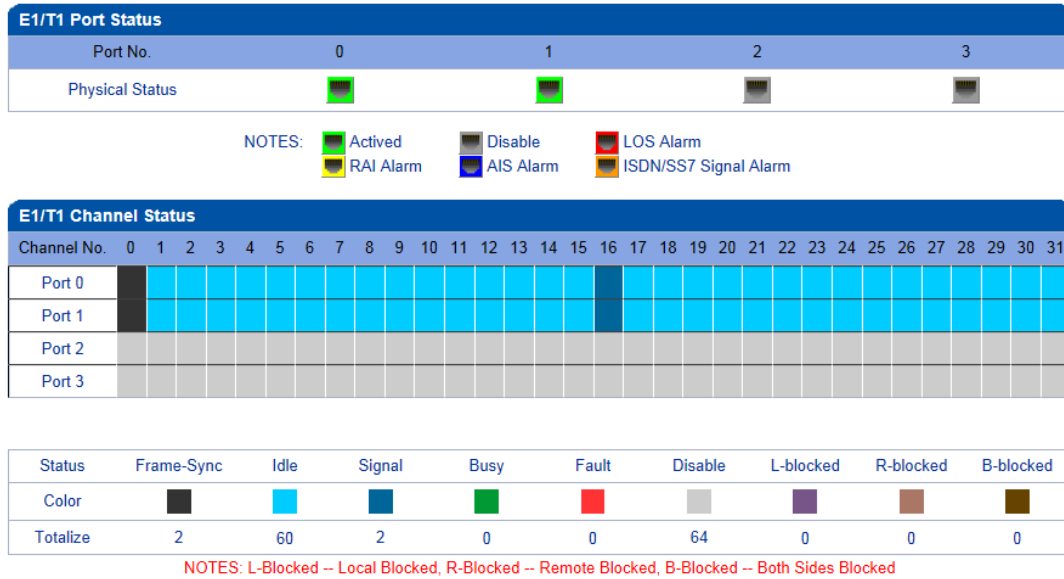 E1/T1 Port Status
Port No. 0 1 2 3
Physical Status
NOTES: Actived Disable LOS Alarm
RAI Alarm AIS Alarm ISDN/SS7 Signal Alarm
E1/T1 Channel Status
Channel No. 0 1 2 3 4 5 6 7 8 9 10 11 12 13 14 15 16 17 18 19 20 21 22 23 24 25 26 27 28 29 30 31
Port 0
Port 1
Port 2
Port 3
Status Frame-Sync Idle Signal Busy Fault Disable L-blocked R-blocked B-blocked
Color
Totalize 2 60 2 0 0 64 0 0 0
NOTES: L-Blocked -- Local Blocked, R-Blocked -- Remote Blocked, B-Blocked -- Both Sides Blocked